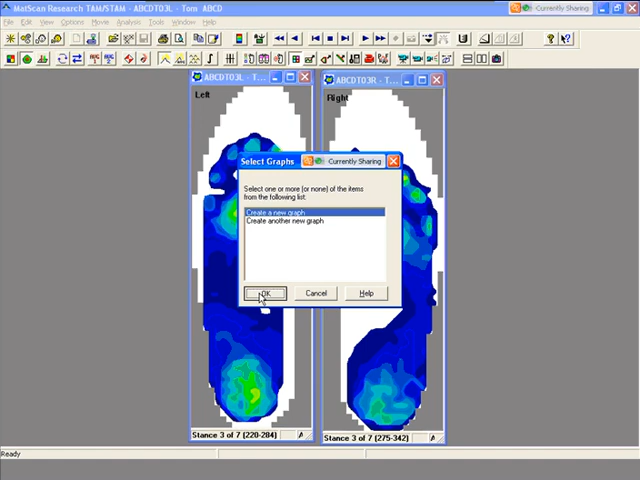 MatScan Research TAM/STAM - ABCDT03L - Tom ABCD
Currently Sharing
File Edit View Options Movie Analysis Tools Window Help
ABCDT03L - T...
ABCDT03R - T...
Left
Right
Select Graphs
Currently Sharing
Select one or more (or none) of the items
from the following list:
Create a new graph
Create another new graph
OK
Cancel
Help
Stance 3 of 7 (220-284)
Stance 3 of 7 (275-342)
Ready